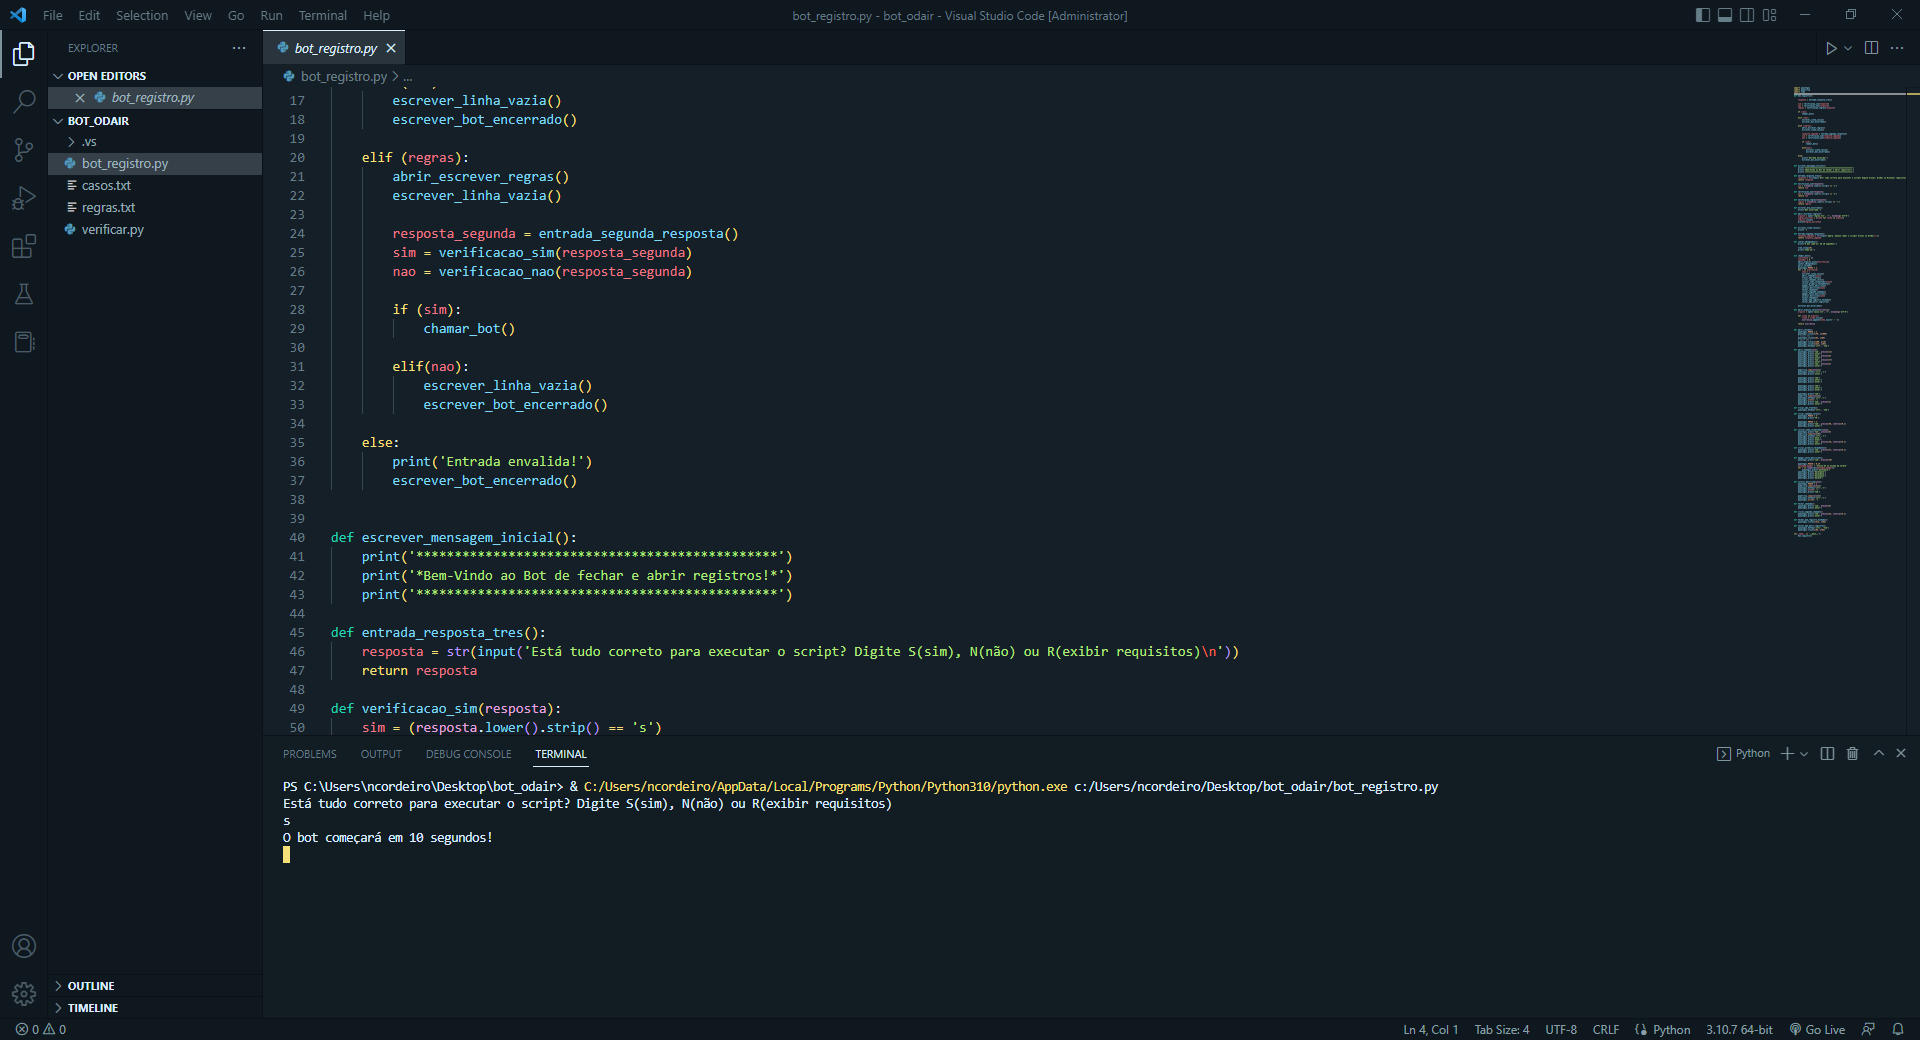 File Edit Selection View Go Run Terminal Help
bot_registro.py - bot_odair - Visual Studio Code [Administrator]
EXPLORER
OPEN EDITORS
bot_registro.py
BOT_ODAIR
.vs
bot_registro.py
casos.txt
regras.txt
verificar.py
OUTLINE
TIMELINE
bot_registro.py
bot_registro.py > ...
17 escrever_linha_vazia()
18 escrever_bot_encerrado()
19
20 elif (regras):
21 abrir_escrever_regras()
22 escrever_linha_vazia()
23
24 resposta_segunda = entrada_segunda_resposta()
25 sim = verificacao_sim(resposta_segunda)
26 nao = verificacao_nao(resposta_segunda)
27
28 if (sim):
29 chamar_bot()
30
31 elif(nao):
32 escrever_linha_vazia()
33 escrever_bot_encerrado()
34
35 else:
36 print('Entrada envalida!')
37 escrever_bot_encerrado()
38
39
40 def escrever_mensagem_inicial():
41 print('***********************************************')
42 print('*Bem-Vindo ao Bot de fechar e abrir registros!*')
43 print('***********************************************')
44
45 def entrada_resposta_tres():
46 resposta = str(input('Está tudo correto para executar o script? Digite S(sim), N(não) ou R(exibir requisitos)\n'))
47 return resposta
48
49 def verificacao_sim(resposta):
50 sim = (resposta.lower().strip() == 's')
PROBLEMS OUTPUT DEBUG CONSOLE TERMINAL
Python
PS C:\Users\ncordeiro\Desktop\bot_odair> & C:/Users/ncordeiro/AppData/Local/Programs/Python/Python310/python.exe c:/Users/ncordeiro/Desktop/bot_odair/bot_registro.py
Está tudo correto para executar o script? Digite S(sim), N(não) ou R(exibir requisitos)
s
O bot começará em 10 segundos!
0 0
Ln 4, Col 1 Tab Size: 4 UTF-8 CRLF Python 3.10.7 64-bit Go Live